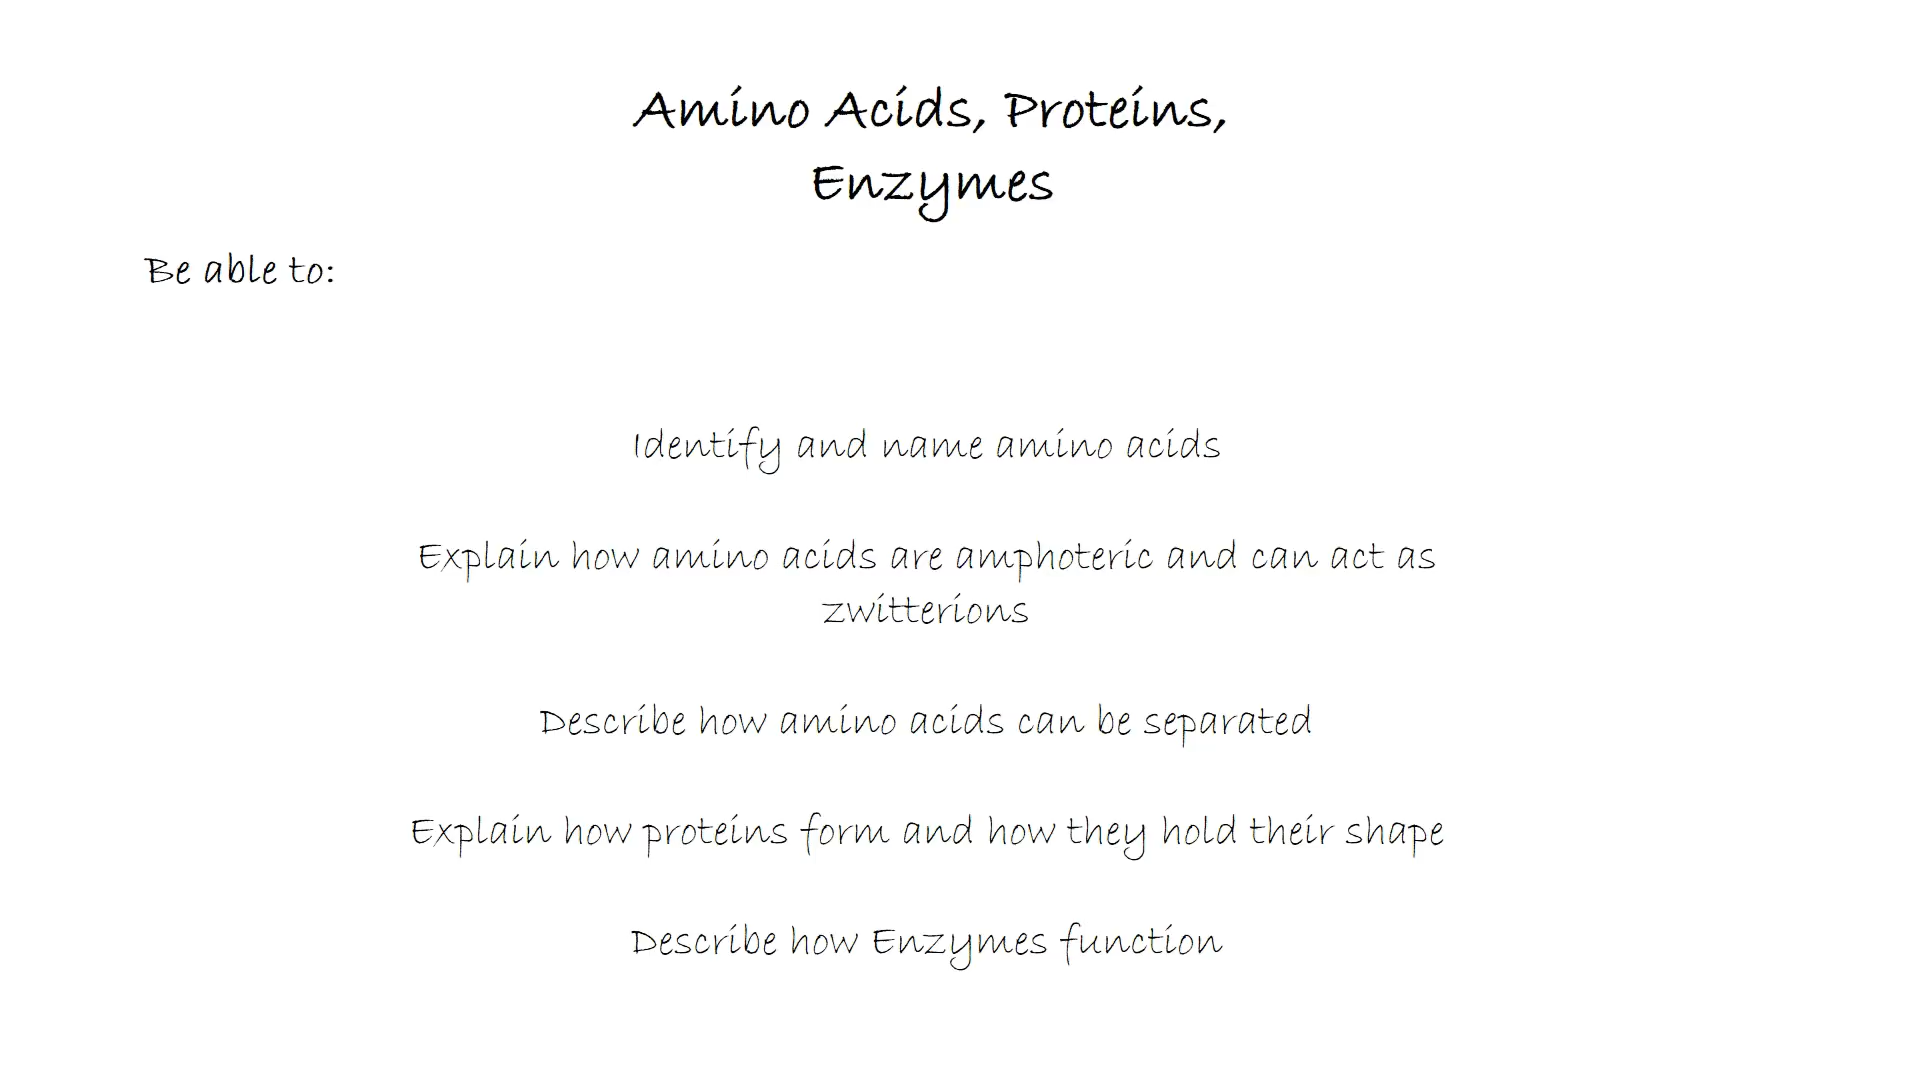 Amino Acids, Proteins,
Enzymes
Be able to:
Identify and name amino acids
Explain how amino acids are amphoteric and can act as
zwitterions
Describe how amino acids can be separated
Explain how proteins form and how they hold their shape
Describe how Enzymes function